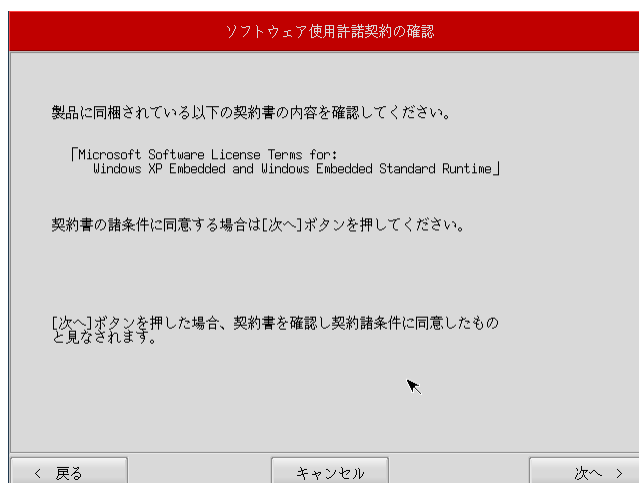 ソフトウェア使用許諾契約の確認
製品に同梱されている以下の契約書の内容を確認してください。
「Microsoft Software License Terms for:
Windows XP Embedded and Windows Embedded Standard Runtime」
契約書の諸条件に同意する場合は[次へ]ボタンを押してください。
[次へ]ボタンを押した場合、契約書を確認し契約諸条件に同意したもの
と見なされます。
< 戻る
キャンセル
次へ >